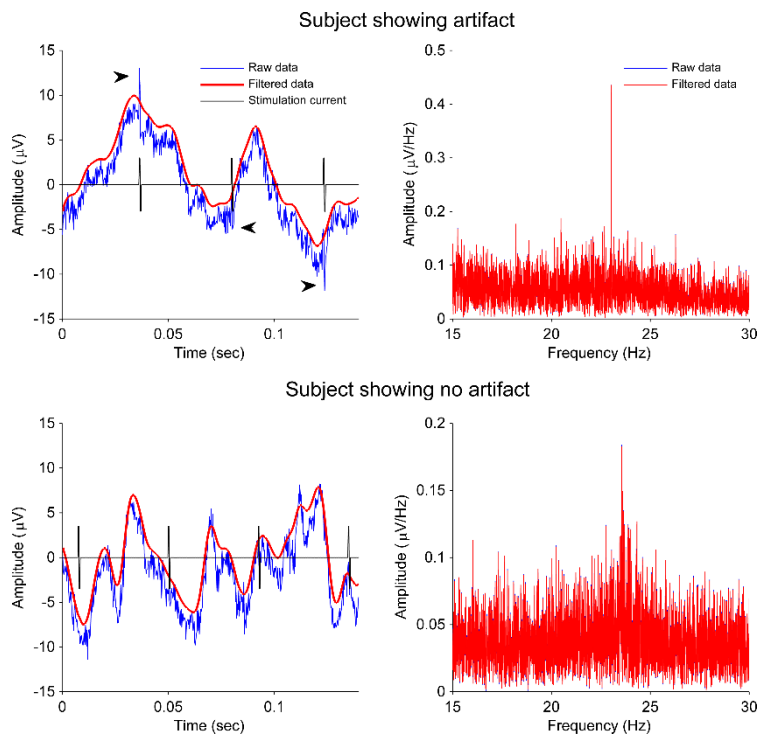 Subject showing artifact
15
10
5
0
-5
-10
-15
Amplitude (μV)
Raw data
Filtered data
Stimulation current
0
0.05
0.1
Time (sec)
0.5
0.4
0.3
0.2
0.1
0
Amplitude (μV/Hz)
Raw data
Filtered data
15
20
25
30
Frequency (Hz)
Subject showing no artifact
15
10
5
0
-5
-10
-15
Amplitude (μV)
0
0.05
0.1
Time (sec)
0.2
0.15
0.1
0.05
0
Amplitude (μV/Hz)
15
20
25
30
Frequency (Hz)